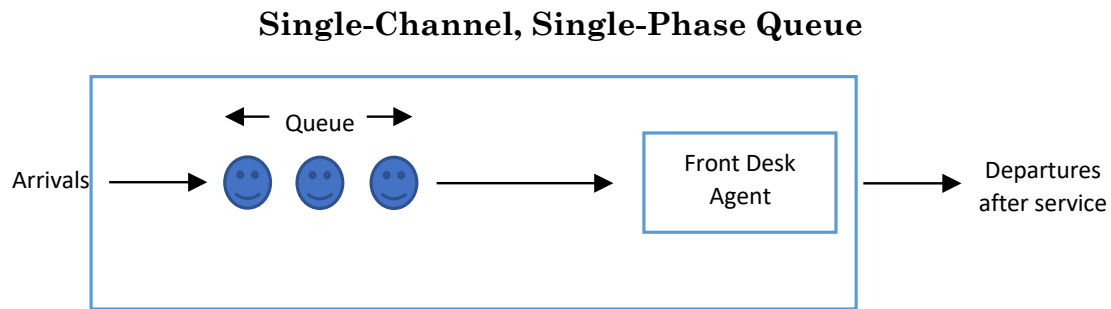 Single-Channel, Single-Phase Queue
Queue
Arrivals
Front Desk
Agent
Departures
after service